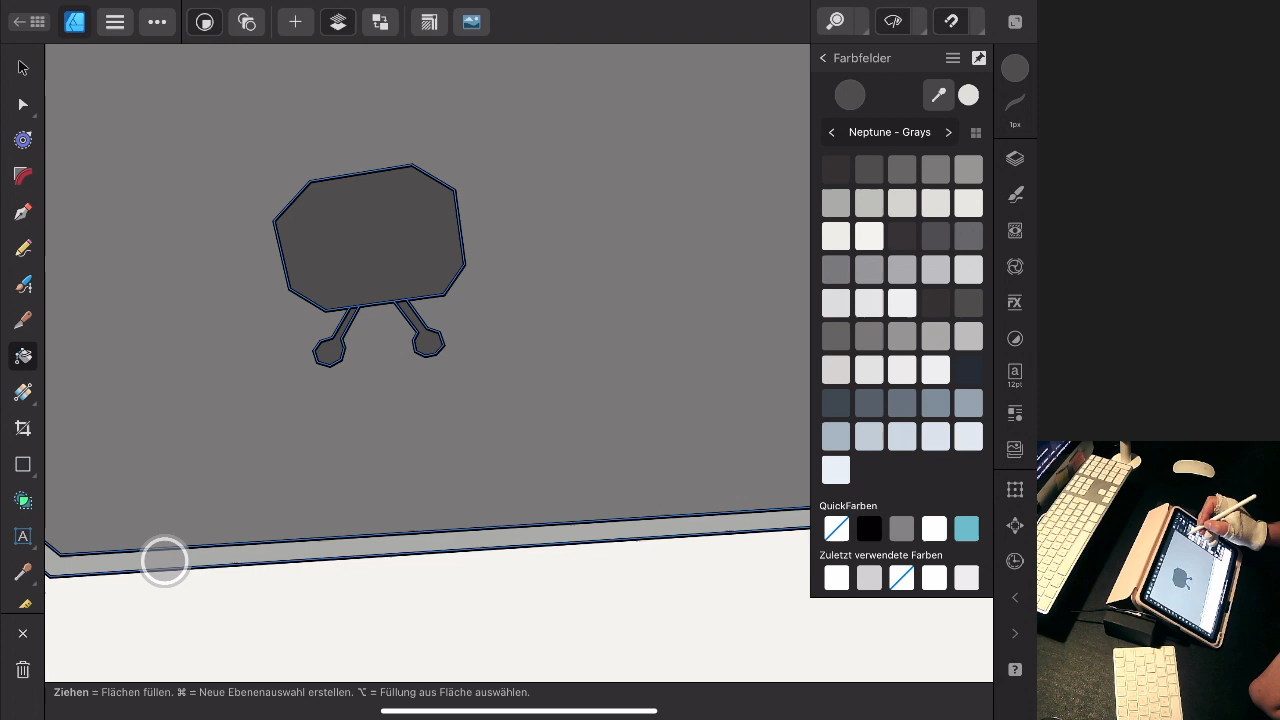 Farbfelder
Neptune - Grays
1px
a
12pt
A
QuickFarben
Zuletzt verwendete Farben
FX
?
Ziehen = Flächen füllen. ⌘ = Neue Ebenenauswahl erstellen. ⌥ = Füllung aus Fläche auswählen.